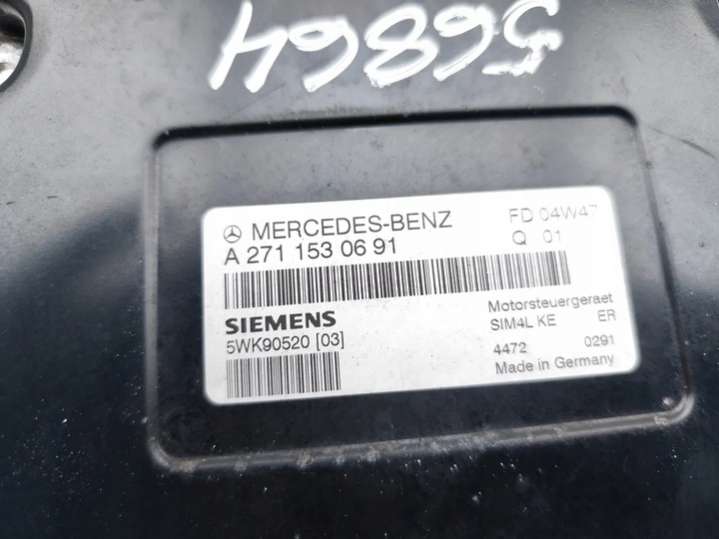 56864
MERCEDES-BENZ
A 271 153 06 91
FD 04W47
Q 01
SIEMENS
5WK90520 [03]
Motorsteuergeraet
SIM4L KE ER
4472 0291
Made in Germany